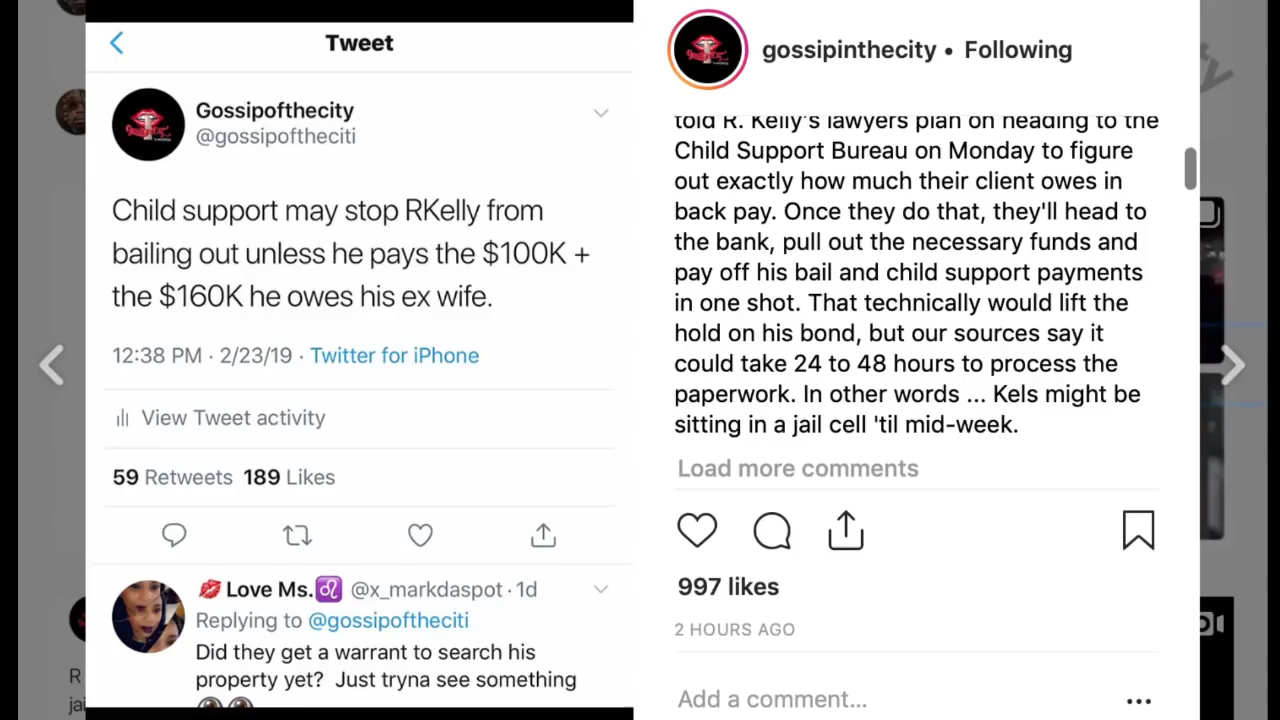 Tweet
Gossipofthecity
@gossipoftheciti
Child support may stop RKelly from
bailing out unless he pays the $100K +
the $160K he owes his ex wife.
12:38 PM · 2/23/19 · Twitter for iPhone
View Tweet activity
59 Retweets 189 Likes
💋 Love Ms.♌ @x_markdaspot · 1d
Replying to @gossipoftheciti
Did they get a warrant to search his
property yet? Just tryna see something
👀
R
jai
gossipinthecity • Following
told R. Kelly's lawyers plan on heading to the
Child Support Bureau on Monday to figure
out exactly how much their client owes in
back pay. Once they do that, they'll head to
the bank, pull out the necessary funds and
pay off his bail and child support payments
in one shot. That technically would lift the
hold on his bond, but our sources say it
could take 24 to 48 hours to process the
paperwork. In other words ... Kels might be
sitting in a jail cell 'til mid-week.
Load more comments
997 likes
2 HOURS AGO
Add a comment...